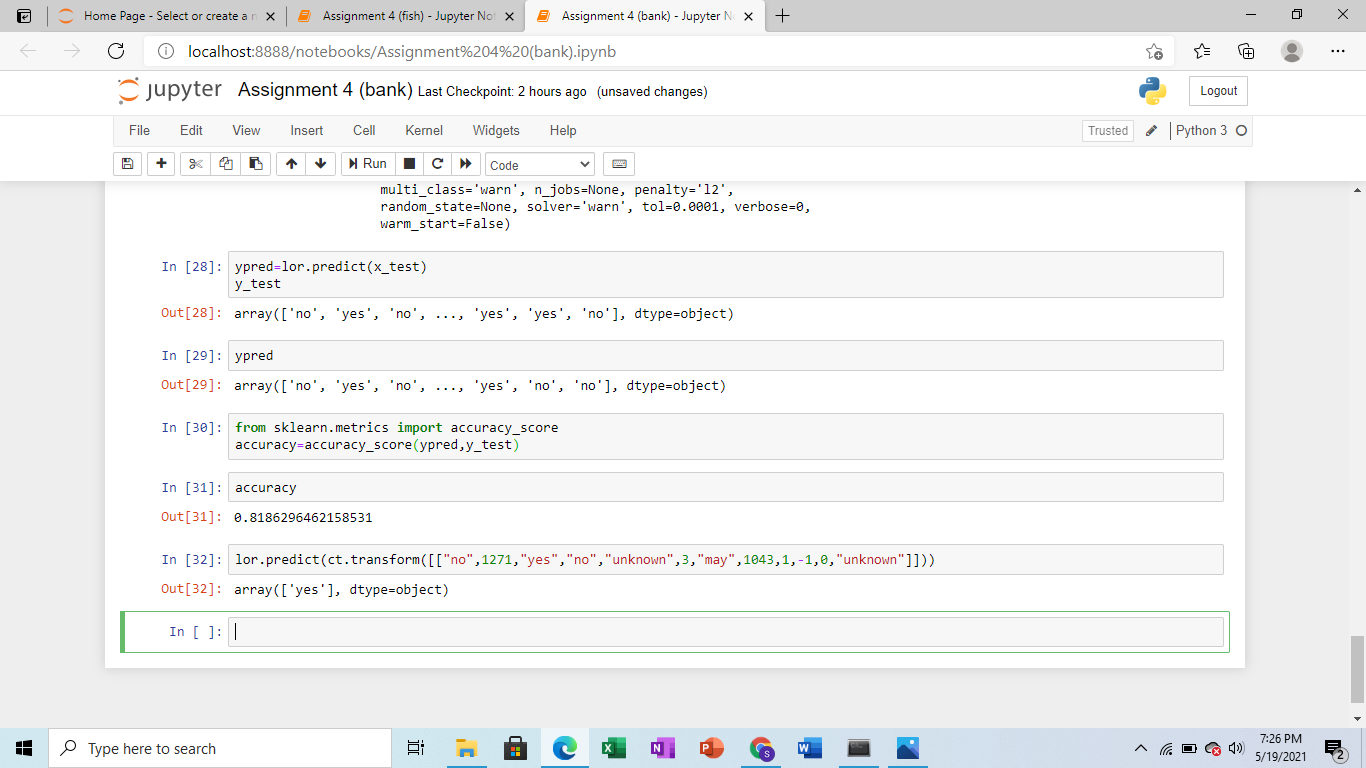 Home Page - Select or create a n
Assignment 4 (fish) - Jupyter Not
Assignment 4 (bank) - Jupyter N
localhost:8888/notebooks/Assignment%204%20(bank).ipynb
jupyter Assignment 4 (bank) Last Checkpoint: 2 hours ago (unsaved changes)
Logout
File Edit View Insert Cell Kernel Widgets Help
Trusted
Python 3
Run
Code
multi_class='warn', n_jobs=None, penalty='l2',
random_state=None, solver='warn', tol=0.0001, verbose=0,
warm_start=False)
In [28]: ypred=lor.predict(x_test)
y_test
Out[28]: array(['no', 'yes', 'no', ..., 'yes', 'yes', 'no'], dtype=object)
In [29]: ypred
Out[29]: array(['no', 'yes', 'no', ..., 'yes', 'no', 'no'], dtype=object)
In [30]: from sklearn.metrics import accuracy_score
accuracy=accuracy_score(ypred,y_test)
In [31]: accuracy
Out[31]: 0.8186296462158531
In [32]: lor.predict(ct.transform([["no",1271,"yes","no","unknown",3,"may",1043,1,-1,0,"unknown"]]))
Out[32]: array(['yes'], dtype=object)
In [ ]:
Type here to search
7:26 PM
5/19/2021
2